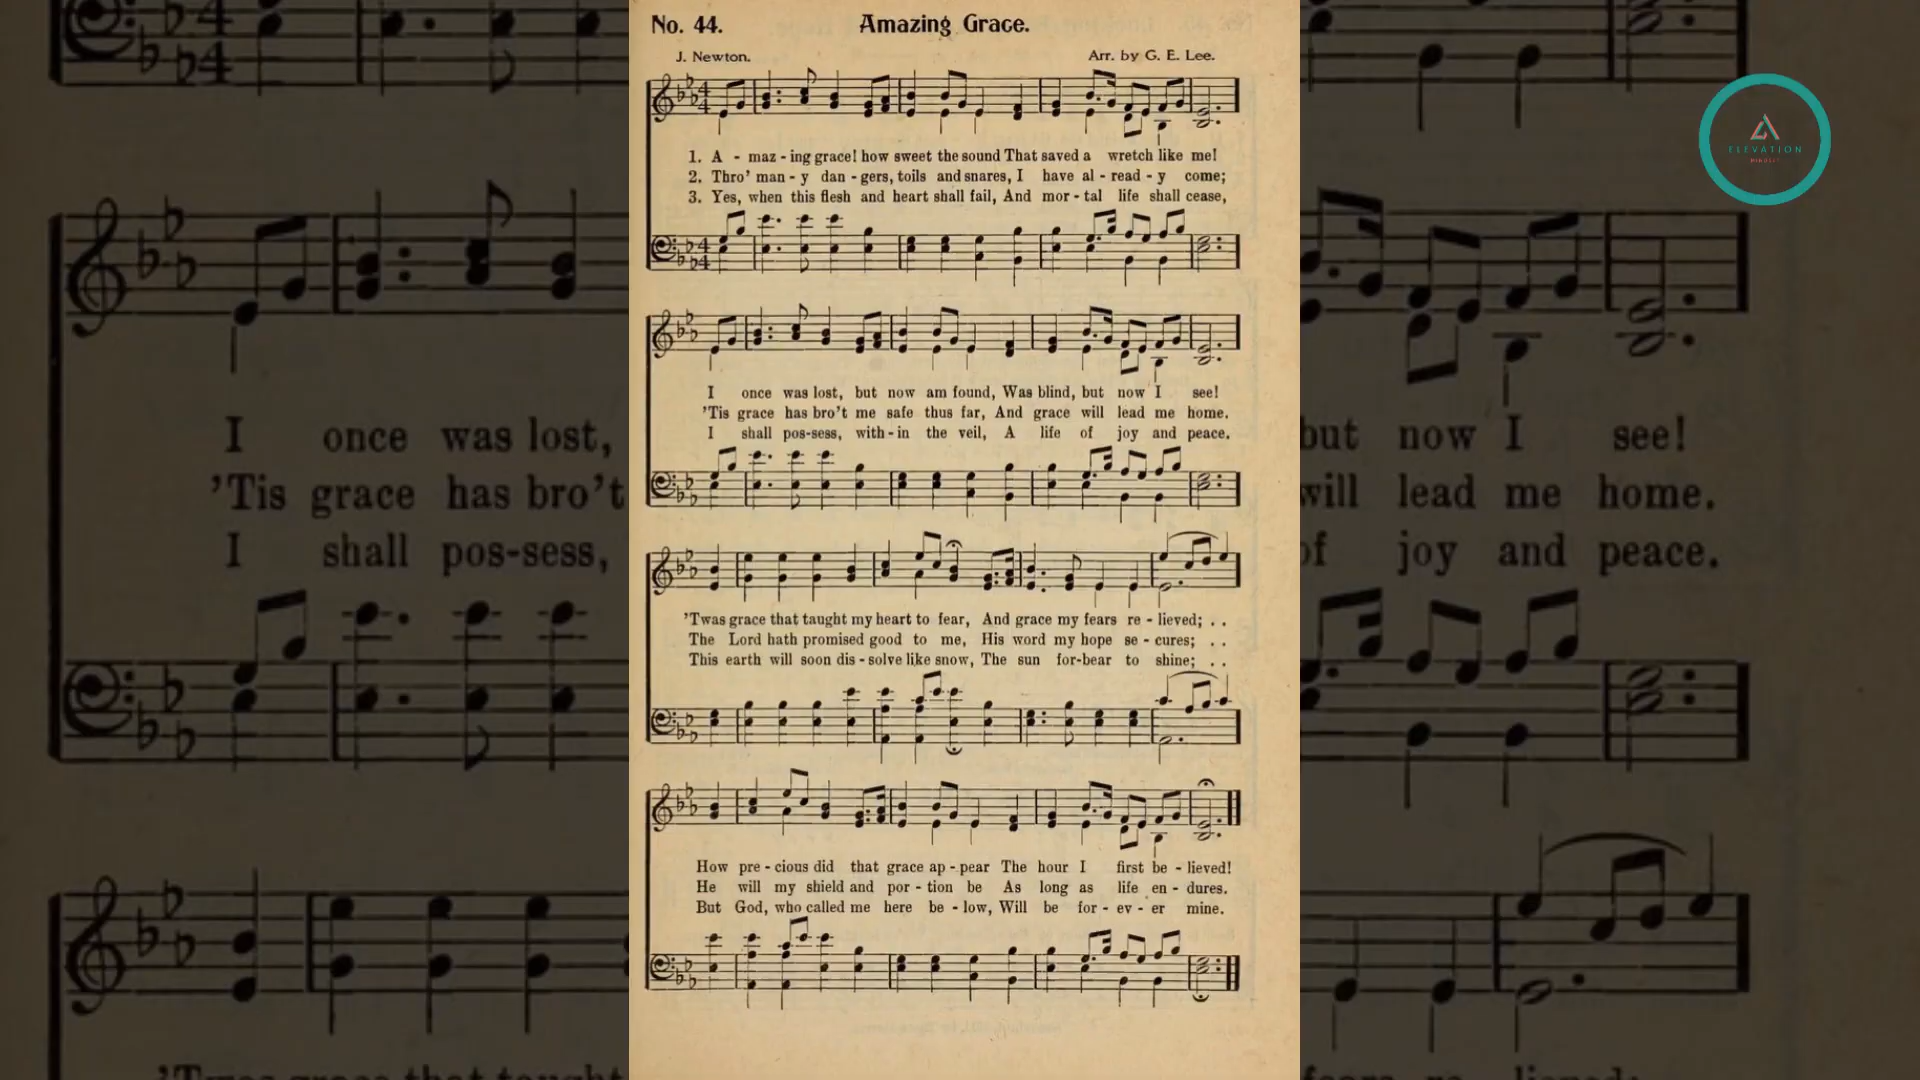 No. 44.
Amazing Grace.
J. Newton.
Arr. by G. E. Lee.
1. A - maz - ing grace! how sweet the sound That saved a wretch like me!
2. Thro' man - y dan - gers, toils and snares, I have al - read - y come;
3. Yes, when this flesh and heart shall fail, And mor - tal life shall cease,
I once was lost, but now am found, Was blind, but now I see!
'Tis grace has bro't me safe thus far, And grace will lead me home.
I shall pos-sess, with-in the veil, A life of joy and peace.
'Twas grace that taught my heart to fear, And grace my fears re - lieved; . .
The Lord hath promised good to me, His word my hope se - cures; . .
This earth will soon dis - solve like snow, The sun for-bear to shine; . .
How pre - cious did that grace ap - pear The hour I first be - lieved!
He will my shield and por - tion be As long as life en - dures.
But God, who called me here be - low, Will be for - ev - er mine.
I once was lost,
'Tis grace has bro't
I shall pos-sess,
but now I see!
will lead me home.
of joy and peace.
ELEVATION